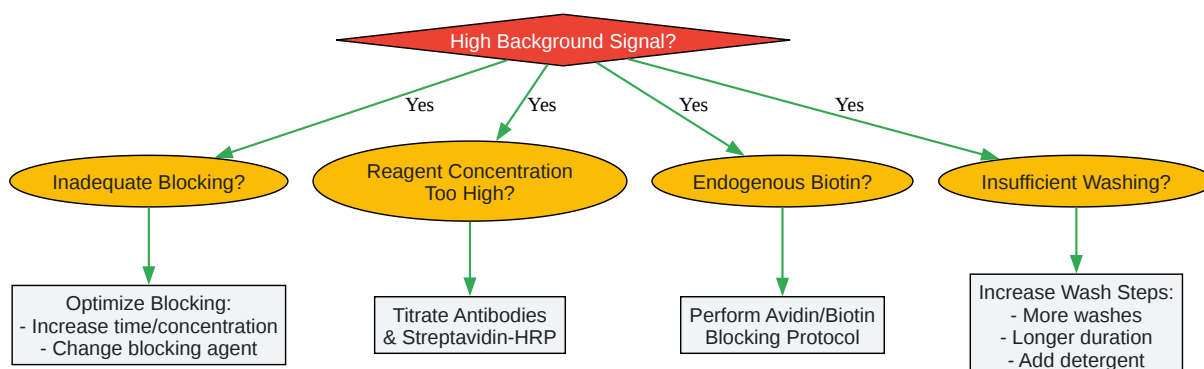 High Background Signal?
Yes
Yes
Yes
Yes
Inadequate Blocking?
Reagent Concentration
Too High?
Endogenous Biotin?
Insufficient Washing?
Optimize Blocking:
- Increase time/concentration
- Change blocking agent
Titrate Antibodies
& Streptavidin-HRP
Perform Avidin/Biotin
Blocking Protocol
Increase Wash Steps:
- More washes
- Longer duration
- Add detergent